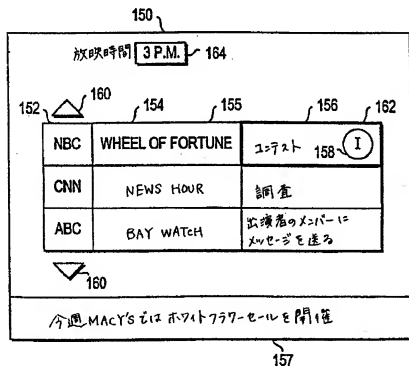 150
放映時間 3 P.M. 164
160
152 154 155 156 162
NBC WHEEL OF FORTUNE コンテスト 158 I
CNN NEWS HOUR 調査
ABC BAY WATCH 出演者のメンバーに
メッセージを送る
160
今週MACY'Sではホワイトフラワーセールを開催
157